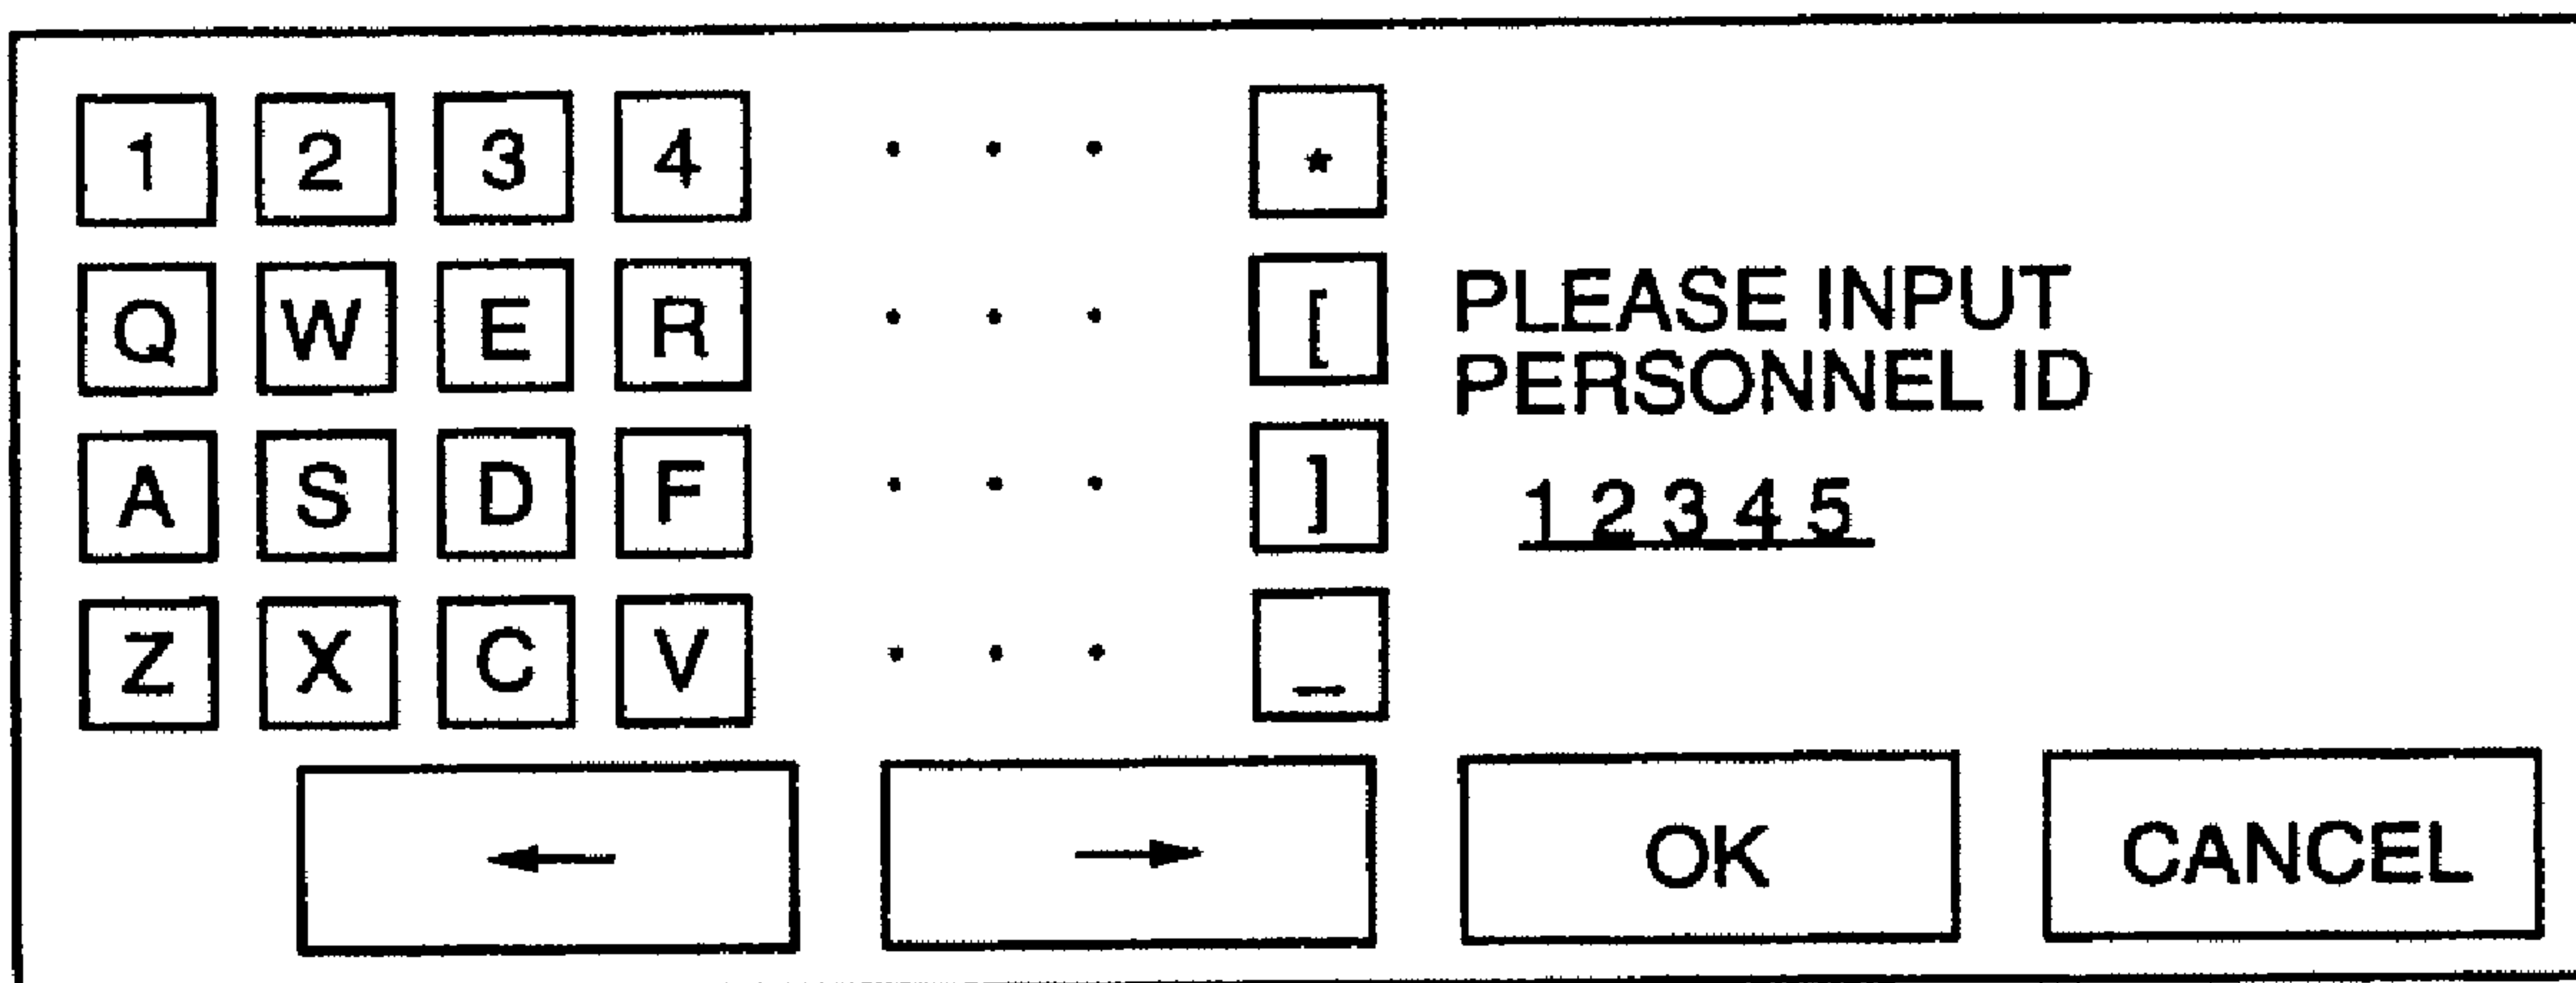 1 2 3 4 . . . *
Q W E R . . . [
A S D F . . . ]
Z X C V . . . _
PLEASE INPUT
PERSONNEL ID
12345
← → OK CANCEL